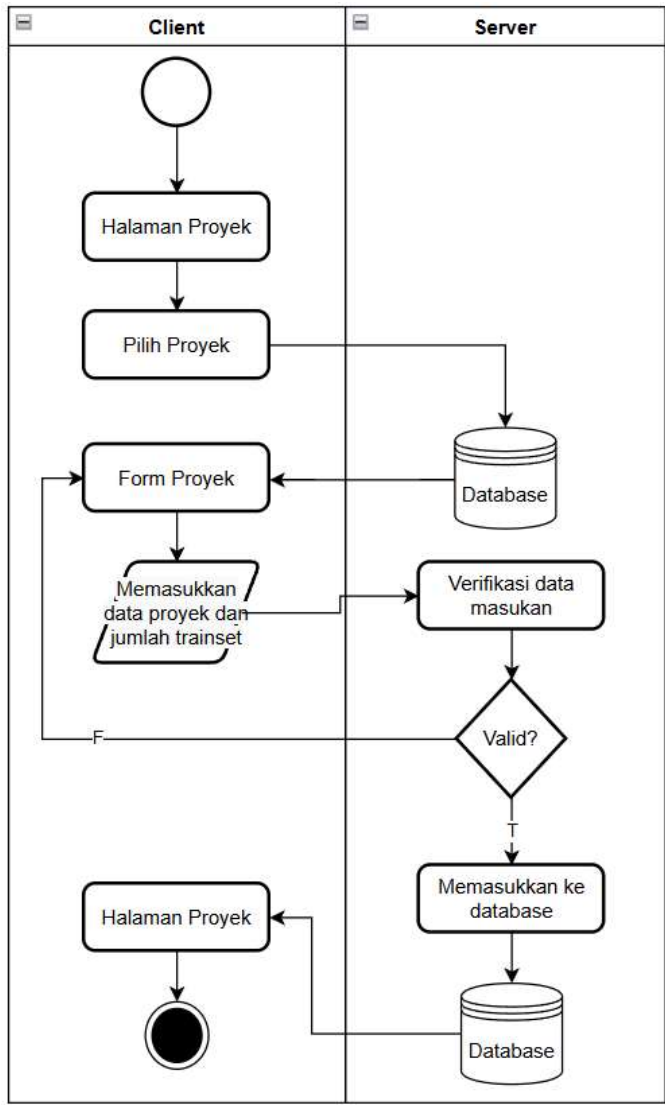 Client
Server
Halaman Proyek
Pilih Proyek
Database
Form Proyek
Memasukkan
data proyek dan
jumlah trainset
Verifikasi data
masukan
Valid?
F
T
Memasukkan ke
database
Halaman Proyek
Database